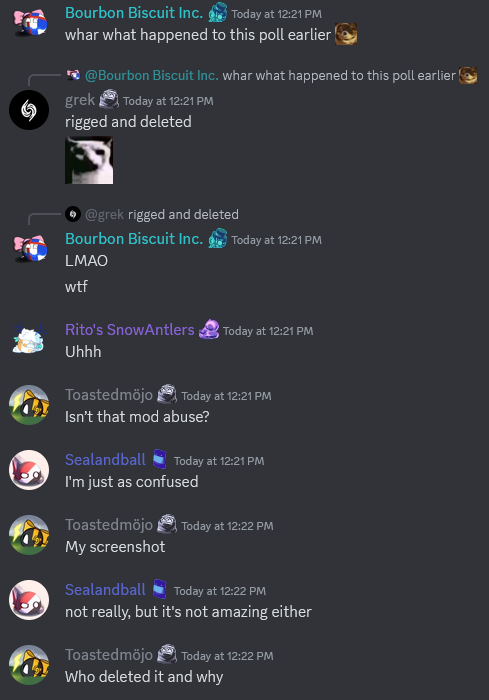 Bourbon Biscuit Inc. Today at 12:21 PM
whar what happened to this poll earlier
@Bourbon Biscuit Inc. whar what happened to this poll earlier
grek Today at 12:21 PM
rigged and deleted
@grek rigged and deleted
Bourbon Biscuit Inc. Today at 12:21 PM
LMAO
wtf
Rito's SnowAntlers Today at 12:21 PM
Uhhh
Toastedmöjo Today at 12:21 PM
Isn't that mod abuse?
Sealandball Today at 12:21 PM
I'm just as confused
Toastedmöjo Today at 12:22 PM
My screenshot
Sealandball Today at 12:22 PM
not really, but it's not amazing either
Toastedmöjo Today at 12:22 PM
Who deleted it and why